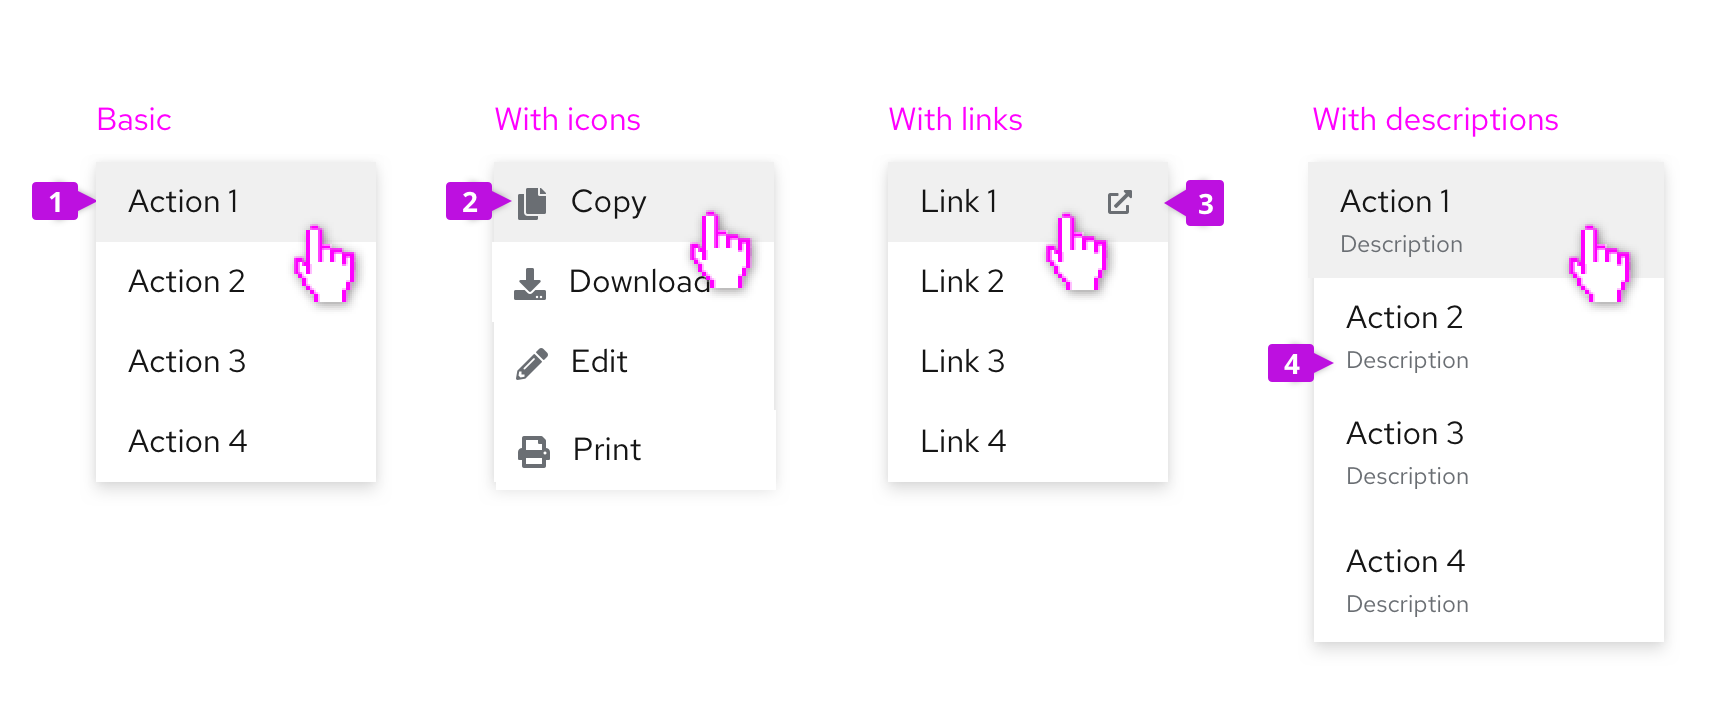 Basic
1
Action 1
Action 2
Action 3
Action 4
With icons
2
Copy
Download
Edit
Print
With links
Link 1
3
Link 2
Link 3
Link 4
With descriptions
Action 1
Description
Action 2
4
Description
Action 3
Description
Action 4
Description